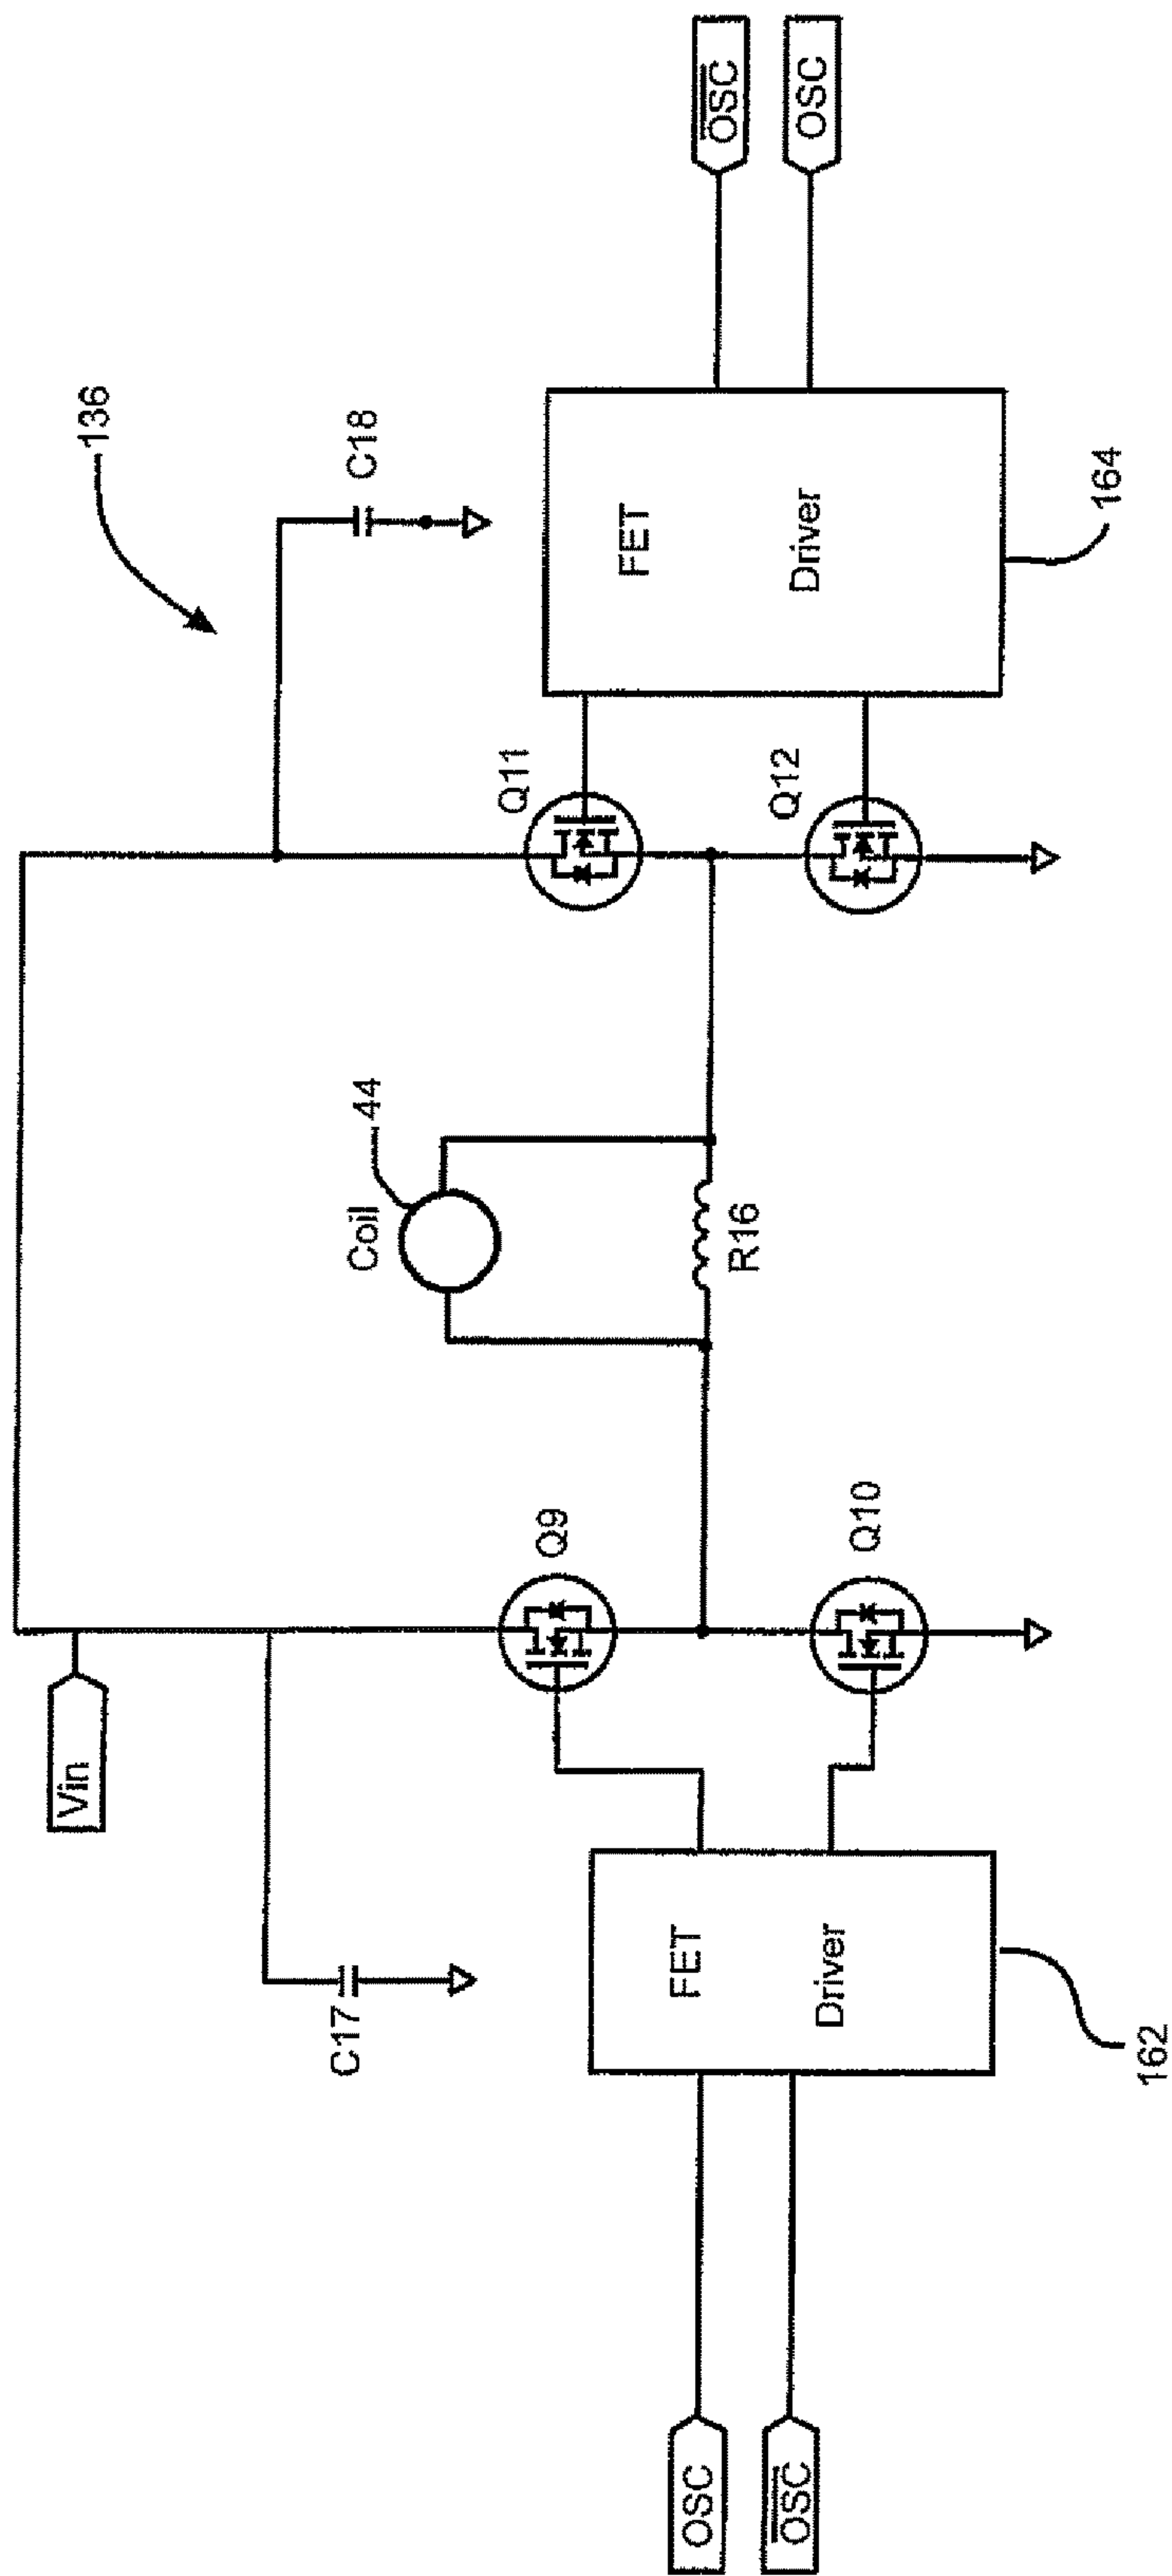 136
Vin
C17
C18
44
Coil
Q9
Q11
R16
Q10
Q12
FET
Driver
FET
Driver
OSC
OSC
OSC
OSC
162
164